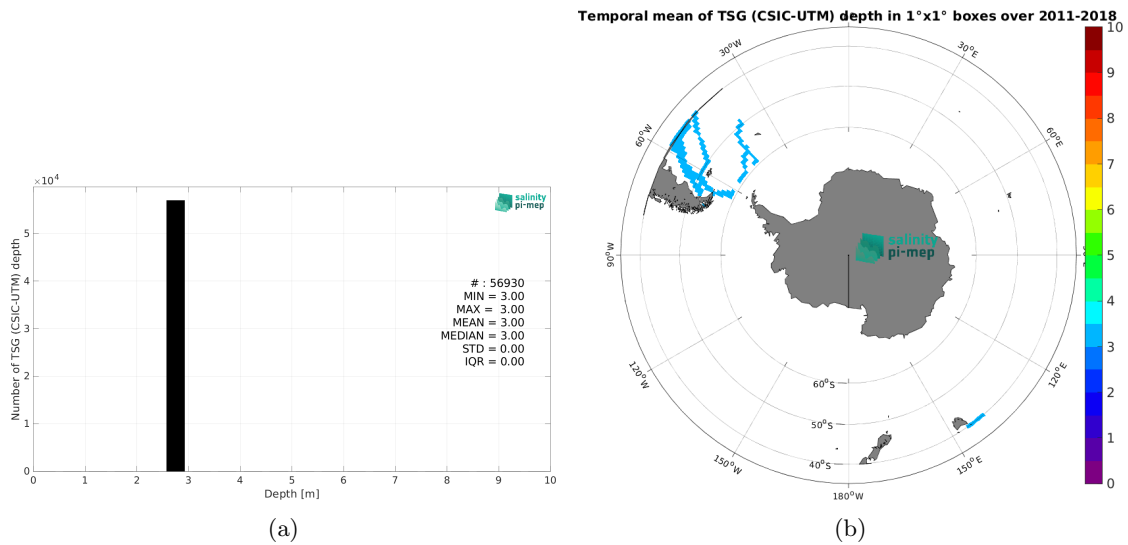 Temporal mean of TSG (CSIC-UTM) depth in 1°x1° boxes over 2011-2018
×10⁴
salinity
pi-mep
Number of TSG (CSIC-UTM) depth
5
4
3
2
1
0
# : 56930
MIN = 3.00
MAX = 3.00
MEAN = 3.00
MEDIAN = 3.00
STD = 0.00
IQR = 0.00
0 1 2 3 4 5 6 7 8 9 10
Depth [m]
(a)
30°W
30°E
60°W
60°E
90°W
salinity
pi-mep
120°W
120°E
150°W
150°E
180°W
60°S
50°S
40°S
10
9
8
7
6
5
4
3
2
1
0
(b)